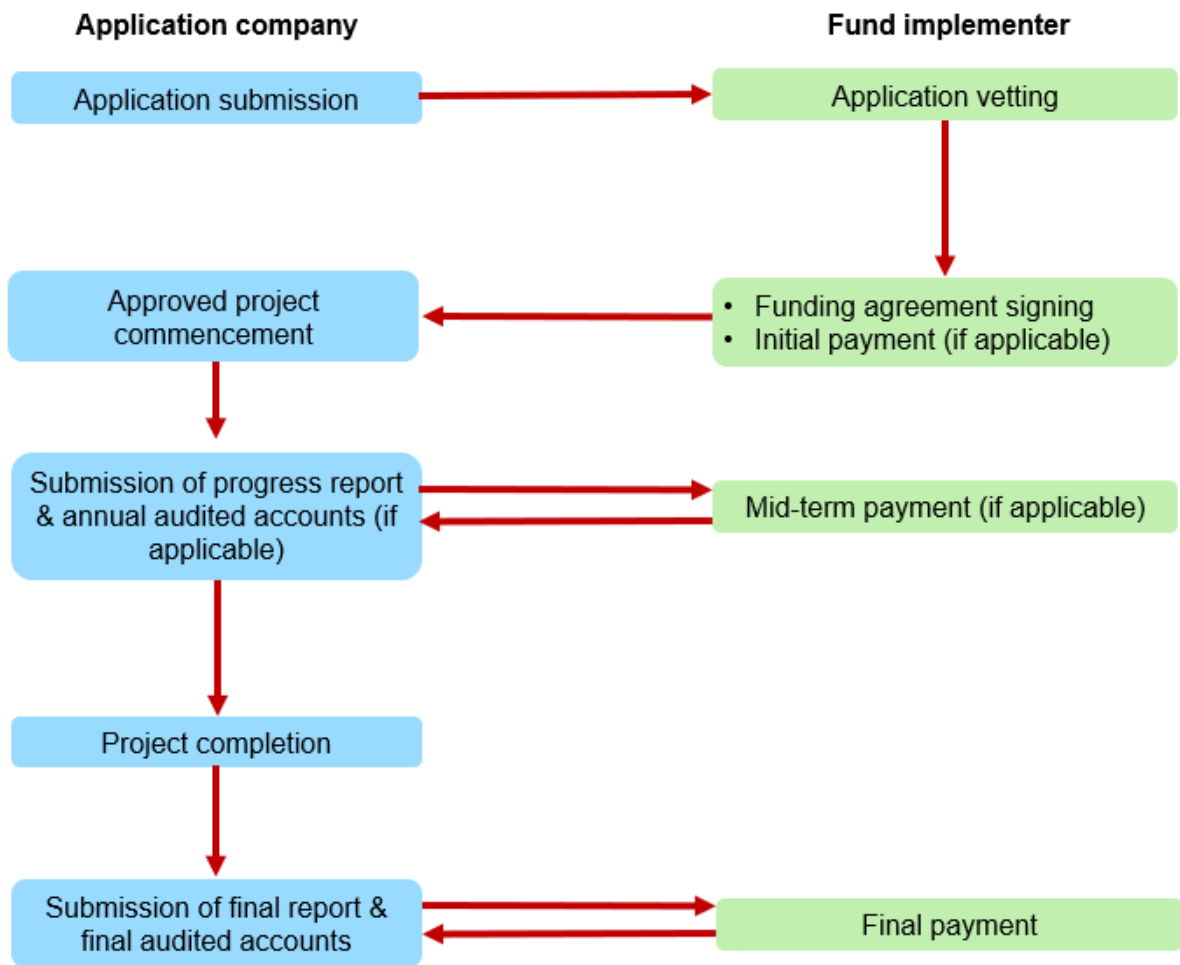 Application company
Fund implementer
Application submission
Application vetting
Approved project
commencement
• Funding agreement signing
• Initial payment (if applicable)
Submission of progress report
& annual audited accounts (if
applicable)
Mid-term payment (if applicable)
Project completion
Submission of final report &
final audited accounts
Final payment